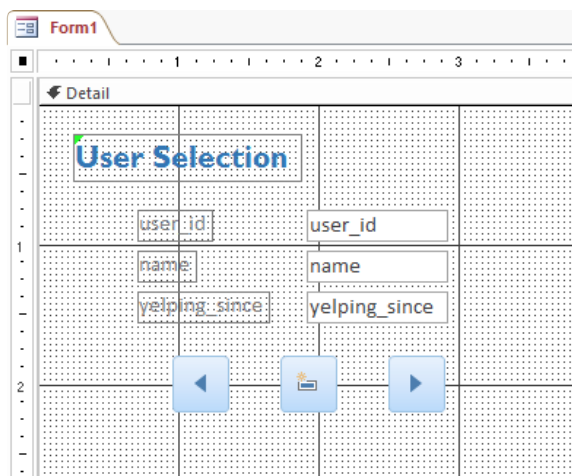 Form1
1 2 3
Detail
User Selection
user_id user_id
1
name name
yelping_since yelping_since
2